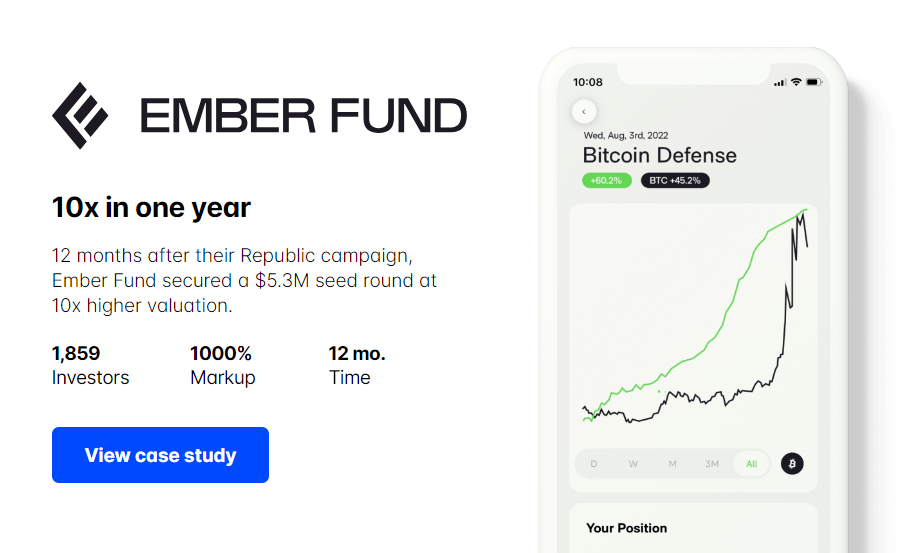 EMBER FUND
10x in one year
12 months after their Republic campaign,
Ember Fund secured a $5.3M seed round at
10x higher valuation.
1,859
Investors
1000%
Markup
12 mo.
Time
View case study
10:08
Wed, Aug, 3rd, 2022
Bitcoin Defense
+60.2%
BTC +45.2%
D W M 3M All
Your Position